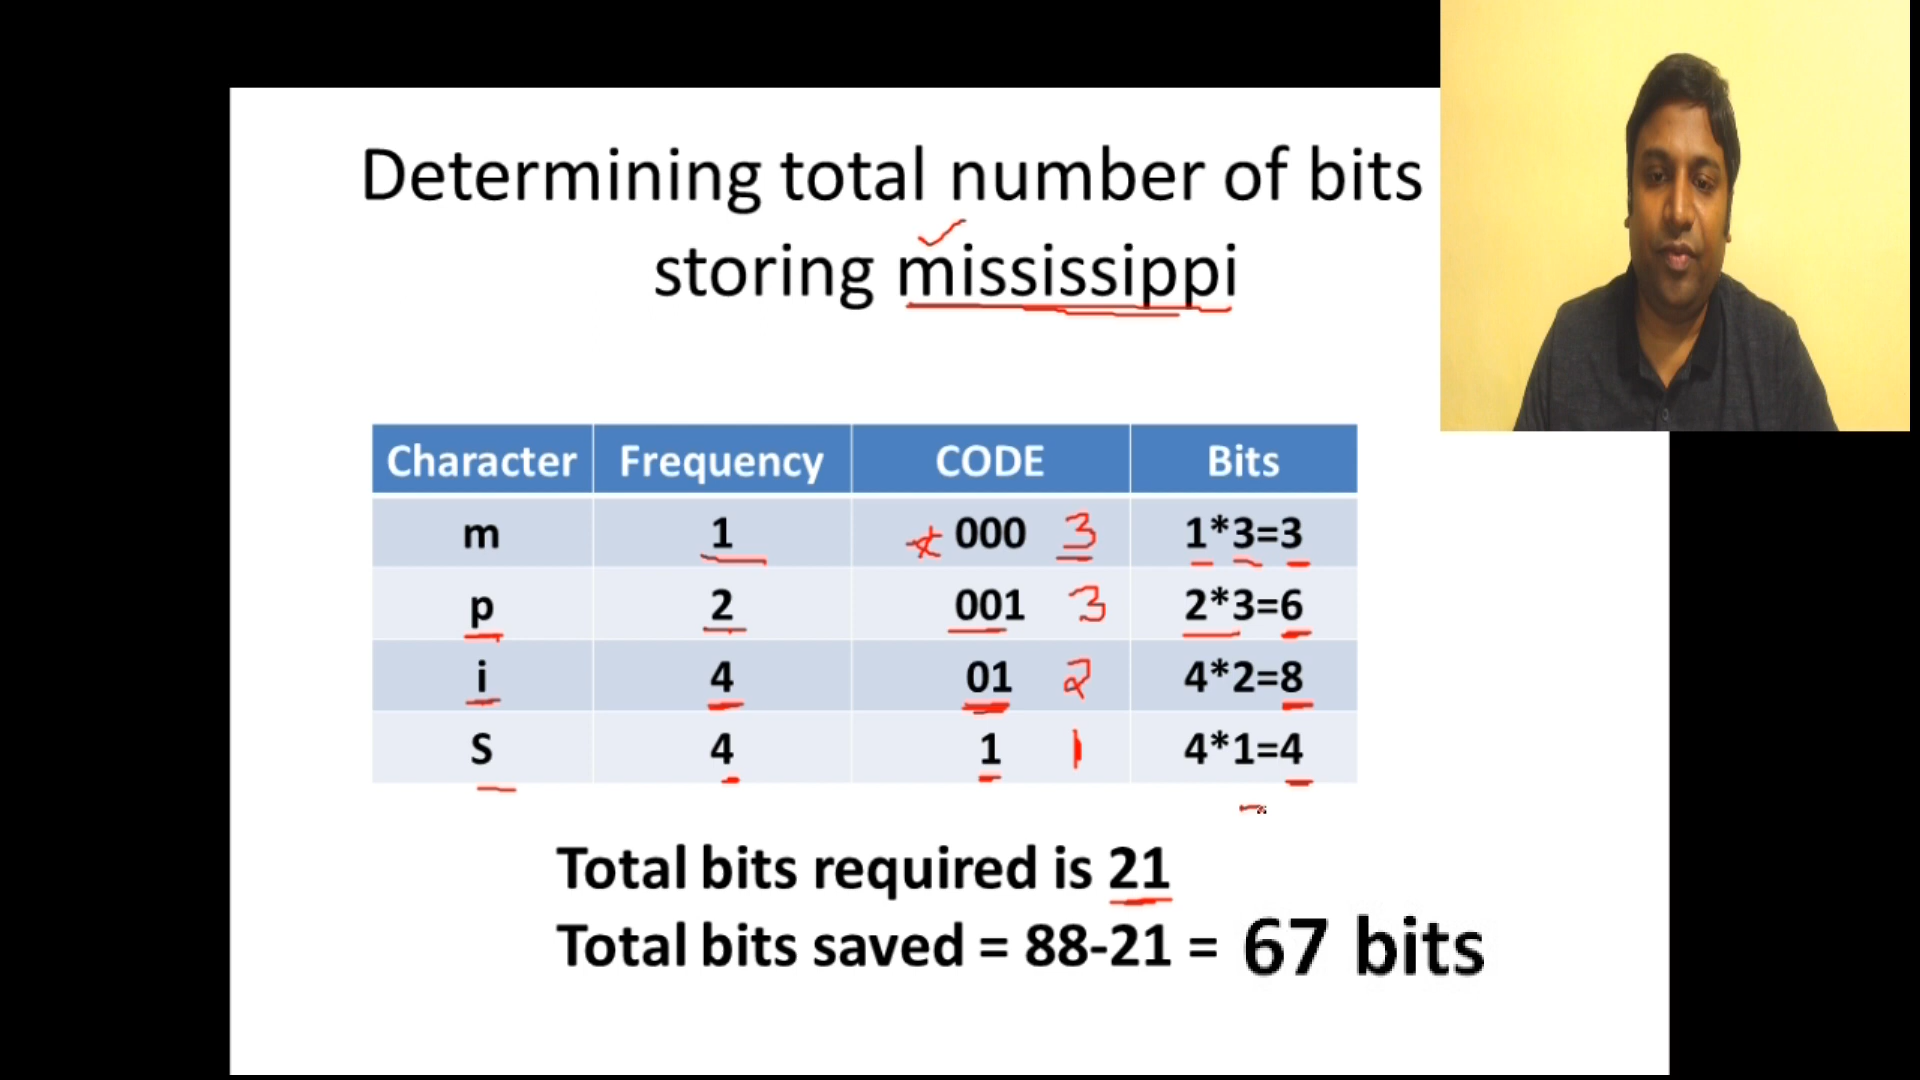 Determining total number of bits
storing mississippi
Character Frequency CODE Bits
m 1 000 3 1*3=3
p 2 001 3 2*3=6
i 4 01 2 4*2=8
S 4 1 1 4*1=4
Total bits required is 21
Total bits saved = 88-21 = 67 bits